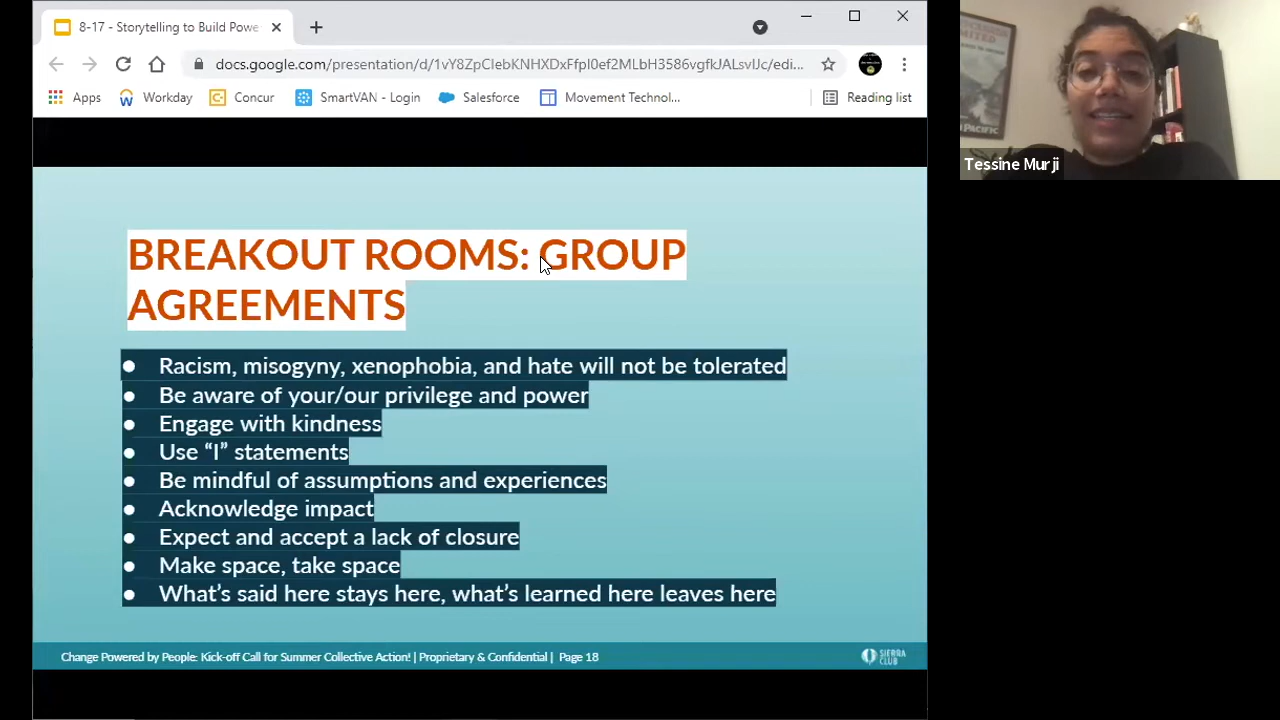 8-17 - Storytelling to Build Powe
docs.google.com/presentation/d/1vY8ZpClebKNHXDxFfpI0ef2MLbH3586vgfkJALsvlJc/edi...
Apps
Workday
Concur
SmartVAN - Login
Salesforce
Movement Technol...
Reading list
PACIFIC
Tessine Murji
BREAKOUT ROOMS: GROUP
AGREEMENTS
● Racism, misogyny, xenophobia, and hate will not be tolerated
● Be aware of your/our privilege and power
● Engage with kindness
● Use “I” statements
● Be mindful of assumptions and experiences
● Acknowledge impact
● Expect and accept a lack of closure
● Make space, take space
● What’s said here stays here, what’s learned here leaves here
Change Powered by People: Kick-off Call for Summer Collective Action! | Proprietary & Confidential | Page 18
SIERRA
CLUB